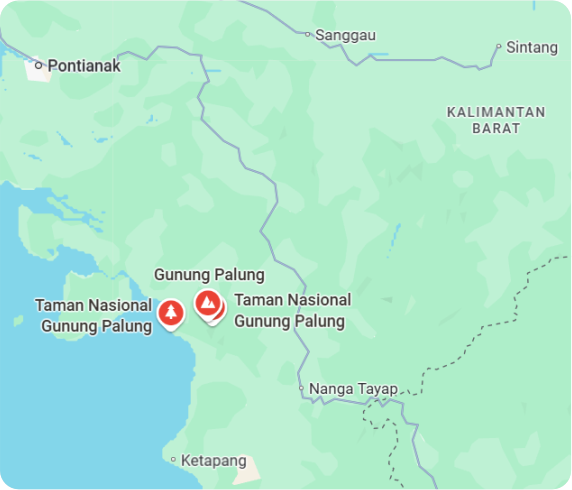 Sanggau
Sintang
Pontianak
KALIMANTAN
BARAT
Gunung Palung
Taman Nasional
Gunung Palung
Taman Nasional
Gunung Palung
Nanga Tayap
Ketapang